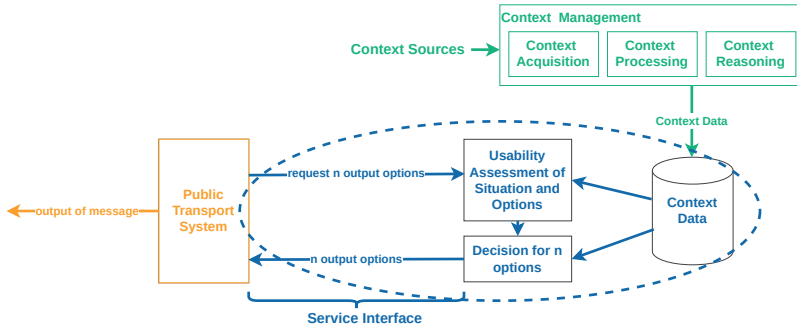 Context Management
Context Sources
Context
Acquisition
Context
Processing
Context
Reasoning
Context Data
Public
Transport
System
request n output options
Usability
Assessment of
Situation and
Options
Context
Data
output of message
n output options
Decision for n
options
Service Interface